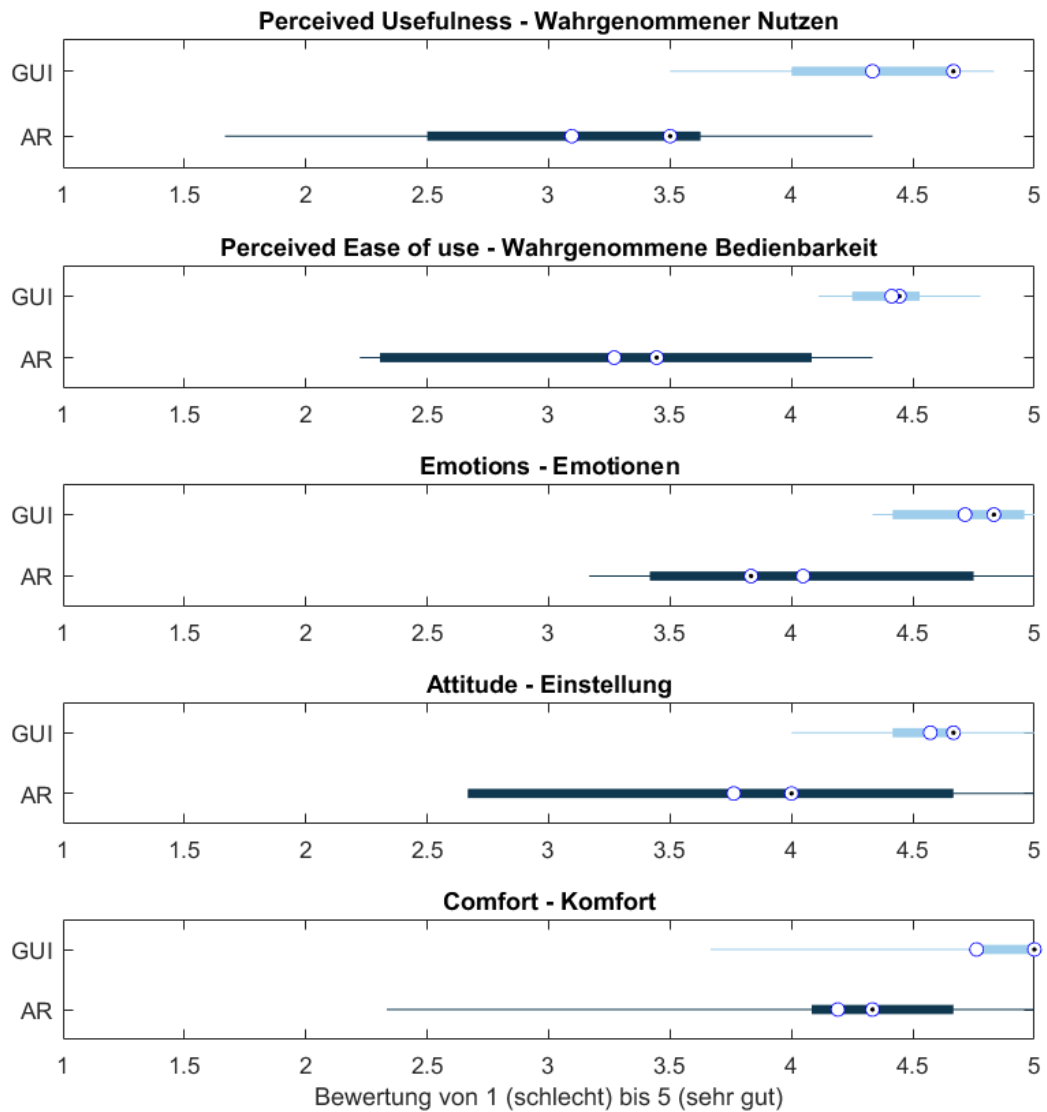 Perceived Usefulness - Wahrgenommener Nutzen
GUI
AR
1 1.5 2 2.5 3 3.5 4 4.5 5
Perceived Ease of use - Wahrgenommene Bedienbarkeit
GUI
AR
1 1.5 2 2.5 3 3.5 4 4.5 5
Emotions - Emotionen
GUI
AR
1 1.5 2 2.5 3 3.5 4 4.5 5
Attitude - Einstellung
GUI
AR
1 1.5 2 2.5 3 3.5 4 4.5 5
Comfort - Komfort
GUI
AR
1 1.5 2 2.5 3 3.5 4 4.5 5
Bewertung von 1 (schlecht) bis 5 (sehr gut)